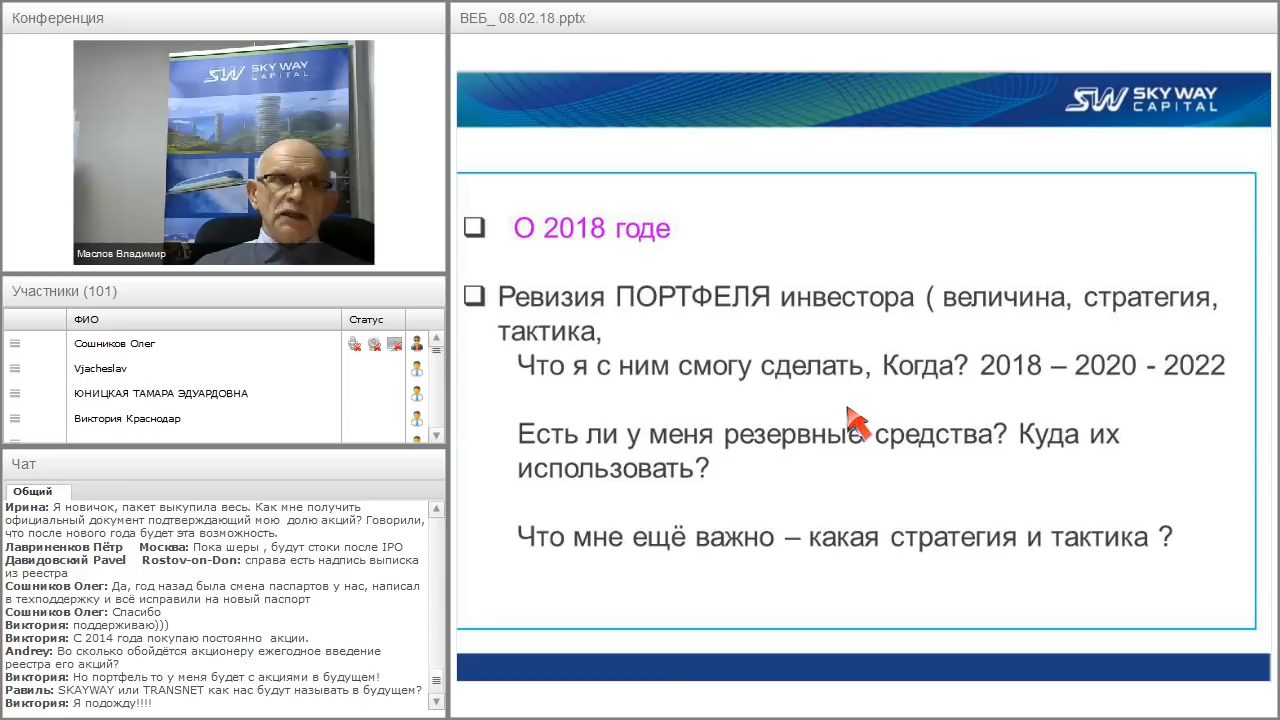 Конференция
SW SKY WAY
CAPITAL
Маслов Владимир
Участники (101)
ФИО Статус
Сошников Олег
Vjacheslav
ЮНИЦКАЯ ТАМАРА ЭДУАРДОВНА
Виктория Краснодар
Чат
Общий
Ирина: Я новичок, пакет выкупила весь. Как мне получить
официальный документ подтверждающий мою долю акций? Говорили,
что после нового года будет эта возможность.
Лавриненков Пётр Москва: Пока шеры , будут стоки после IPO
Давидовский Pavel Rostov-on-Don: справа есть надпись выписка
из реестра
Сошников Олег: Да, год назад была смена паспартов у нас, написал
в техподдержку и всё исправили на новый паспорт
Сошников Олег: Спасибо
Виктория: поддерживаю)))
Виктория: С 2014 года покупаю постоянно акции.
Andrey: Во сколько обойдётся акционеру ежегодное введение
реестра его акций?
Виктория: Но портфель то у меня будет с акциями в будущем!
Равиль: SKAYWAY или TRANSNET как нас будут называть в будущем?
Виктория: Я подожду!!!!
ВЕБ_ 08.02.18.pptx
SW SKY WAY
CAPITAL
О 2018 годе
Ревизия ПОРТФЕЛЯ инвестора ( величина, стратегия,
тактика,
Что я с ним смогу сделать, Когда? 2018 – 2020 - 2022
Есть ли у меня резервные средства? Куда их
использовать?
Что мне ещё важно – какая стратегия и тактика ?